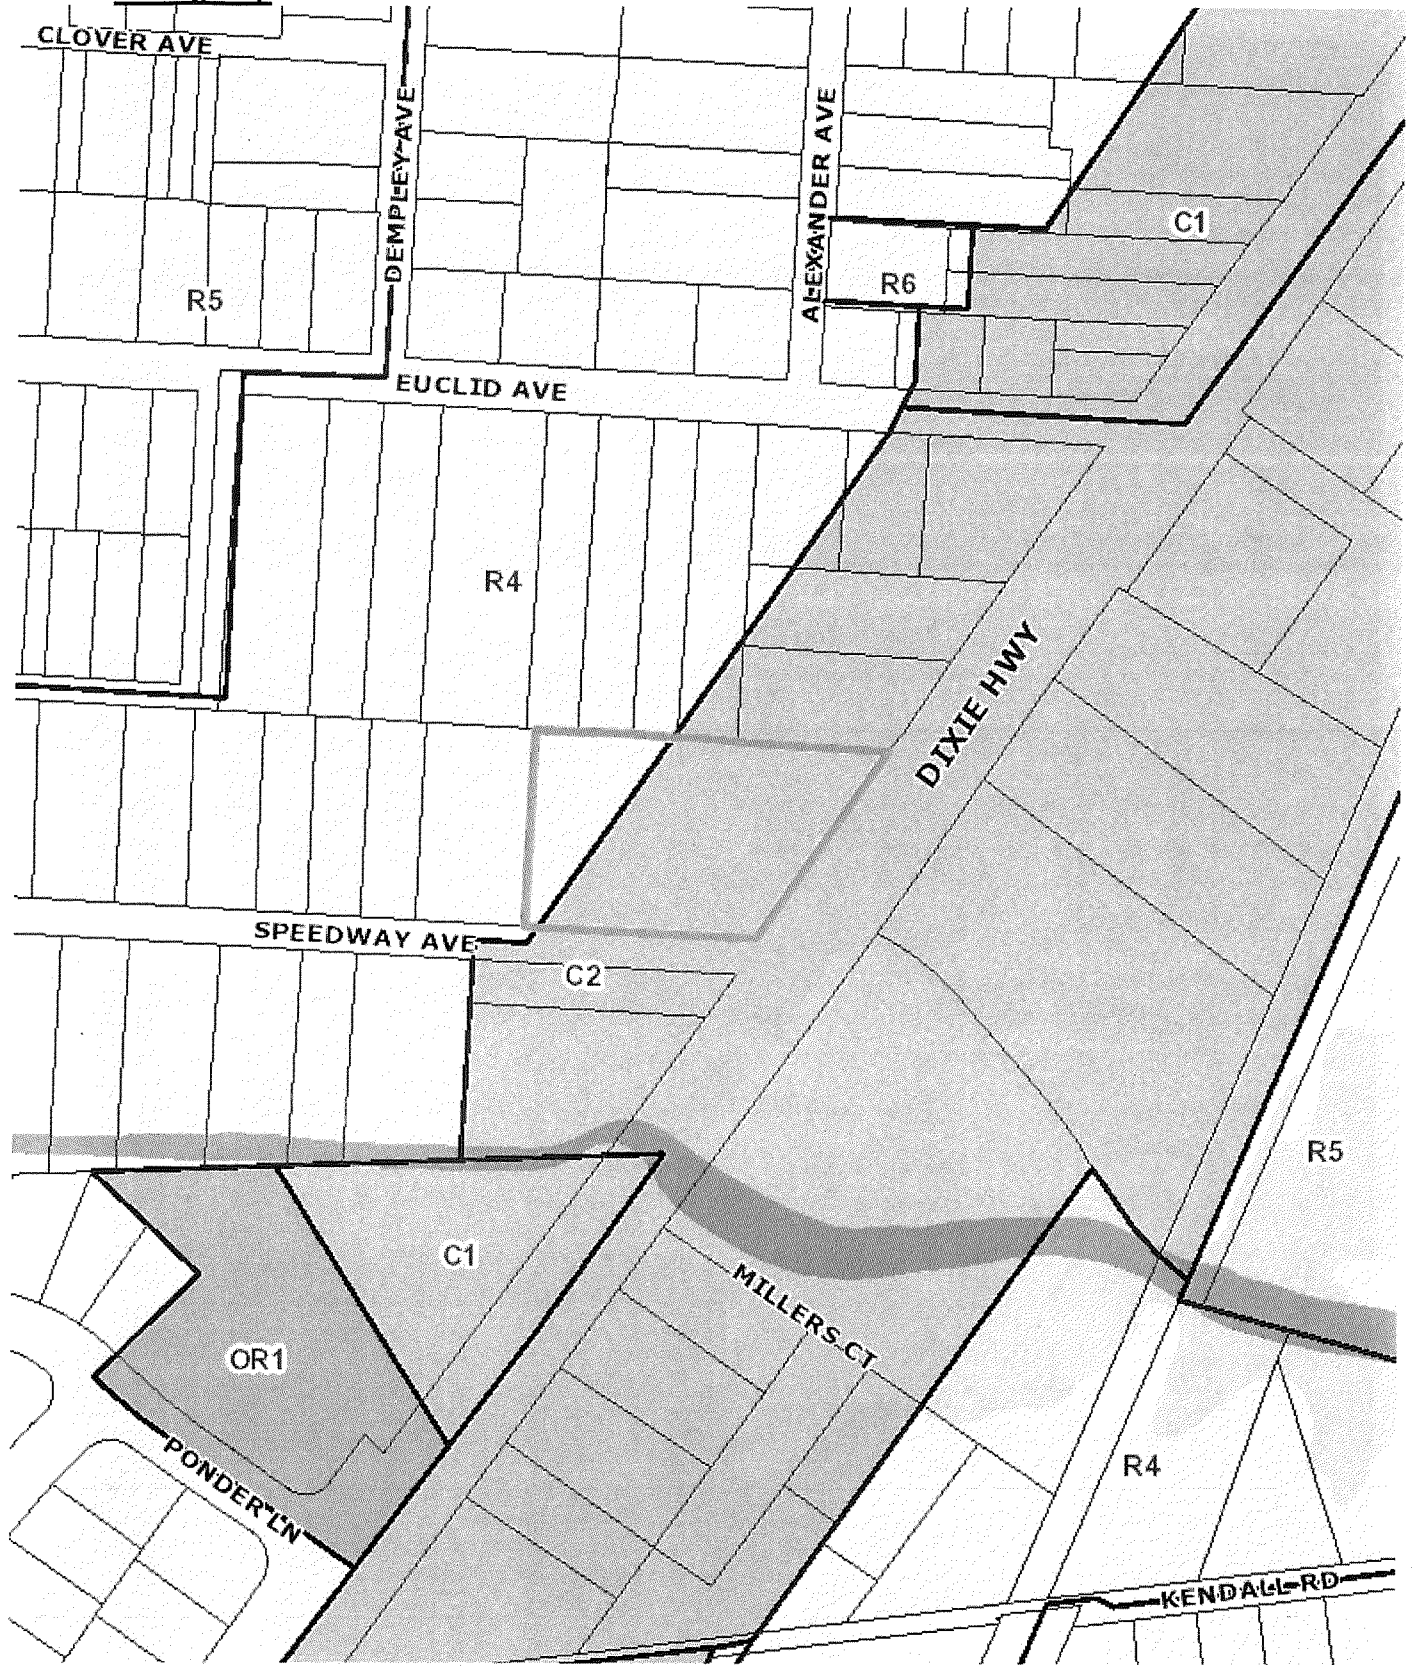 CLOVER AVE
DEMPLEY AVE
ALEXANDER AVE
C1
R6
R5
EUCLID AVE
R4
DIXIE HWY
SPEEDWAY AVE
C2
R5
C1
MILLERS CT
OR1
PONDER LN
R4
KENDALL RD